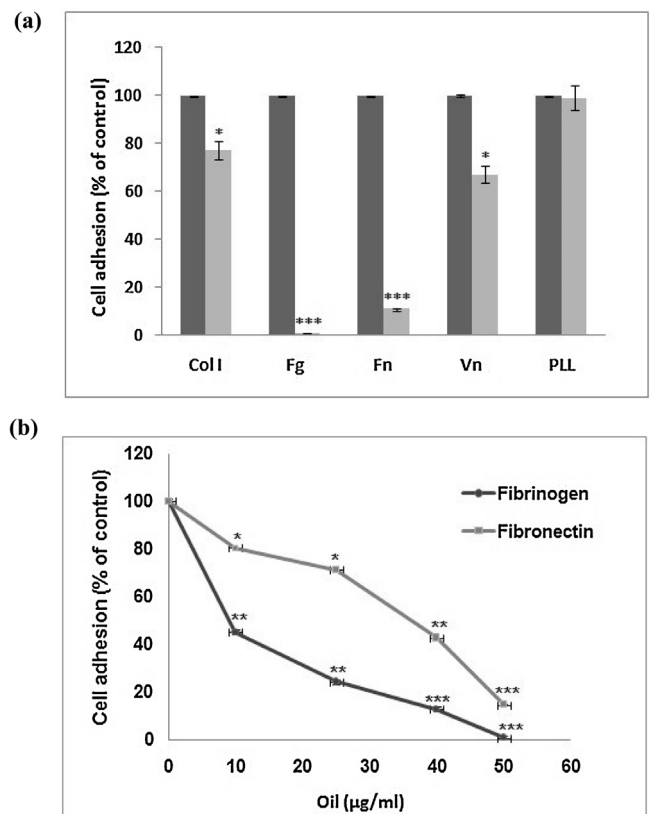 (a)
120
100
80
60
40
20
0
Cell adhesion (% of control)
*
***
***
*
Col I Fg Fn Vn PLL
(b)
120
100
80
60
40
20
0
Cell adhesion (% of control)
Fibrinogen
Fibronectin
*
*
**
***
**
**
***
***
0 10 20 30 40 50 60
Oil (µg/ml)